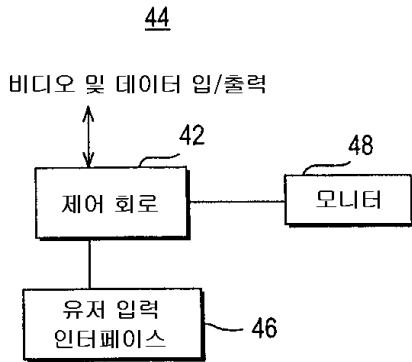 44
비디오 및 데이터 입/출력
42
제어 회로
48
모니터
유저 입력
인터페이스
46